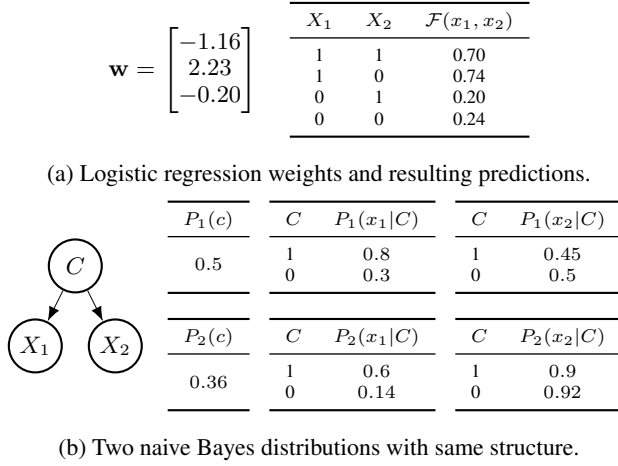 w = [−1.16 2.23 −0.20]
X₁ X₂ ℱ(x₁, x₂)
1 1 0.70
1 0 0.74
0 1 0.20
0 0 0.24
(a) Logistic regression weights and resulting predictions.
C
X₁ X₂
P₁(c)
0.5
C P₁(x₁|C)
1 0.8
0 0.3
C P₁(x₂|C)
1 0.45
0 0.5
P₂(c)
0.36
C P₂(x₁|C)
1 0.6
0 0.14
C P₂(x₂|C)
1 0.9
0 0.92
(b) Two naive Bayes distributions with same structure.